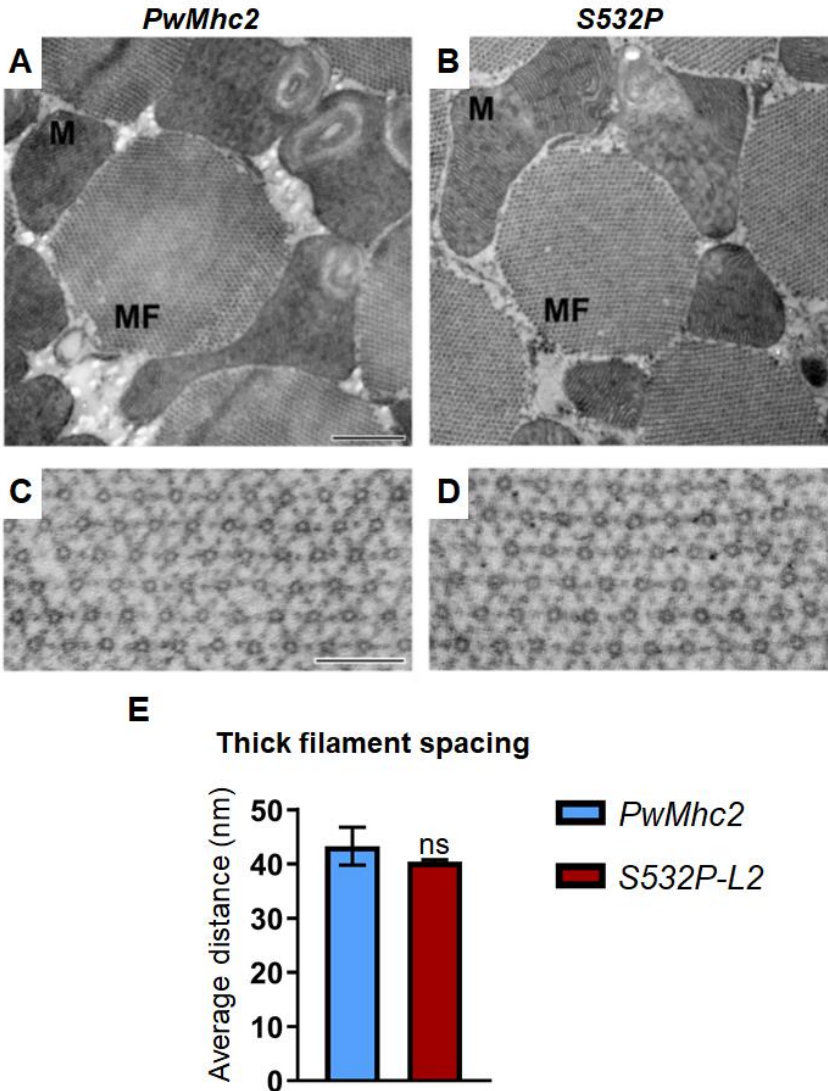 PwMhc2 S532P
A B
M M
MF MF
C D
E
Thick filament spacing
Average distance (nm)
50
40
30
20
10
0
ns
PwMhc2
S532P-L2